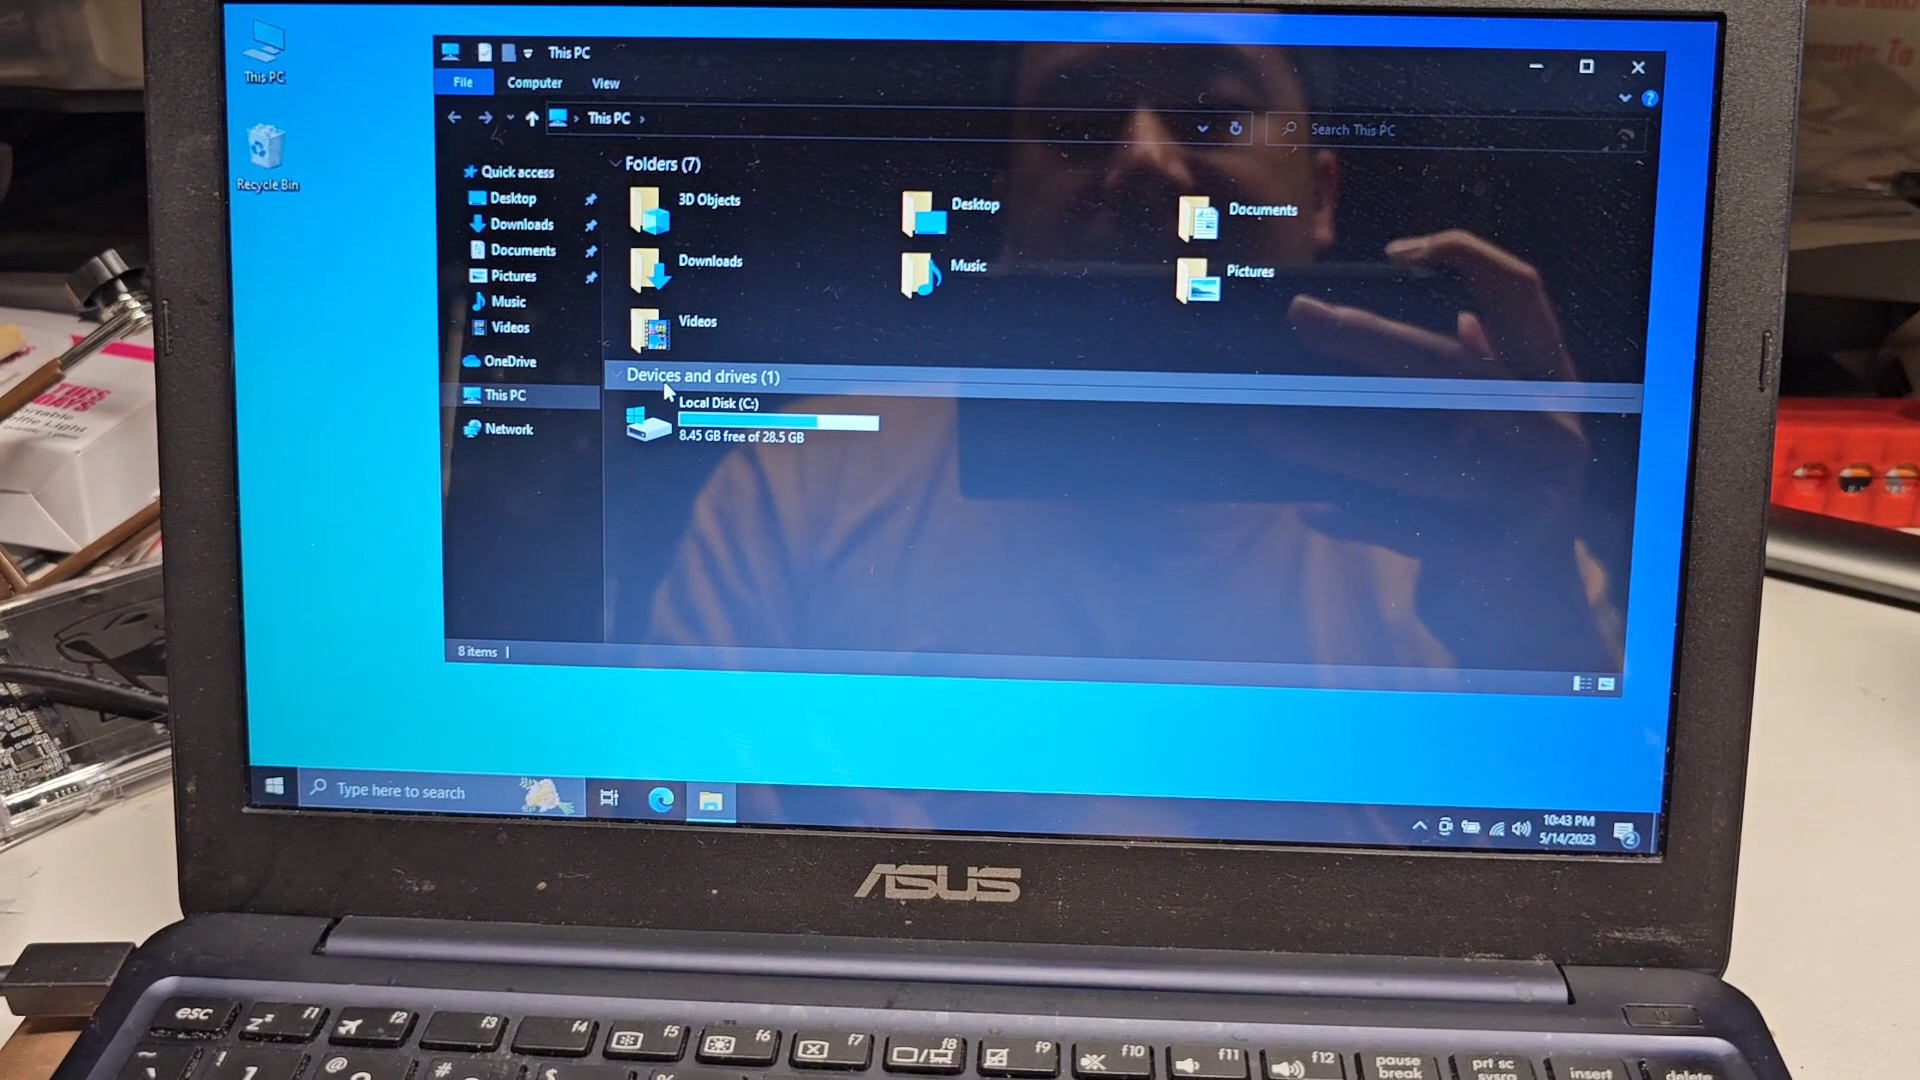 This PC
Recycle Bin
This PC
File
Computer
View
This PC
Search This PC
Quick access
Desktop
Downloads
Documents
Pictures
Music
Videos
OneDrive
This PC
Network
Folders (7)
3D Objects
Desktop
Documents
Downloads
Music
Pictures
Videos
Devices and drives (1)
Local Disk (C:)
8.45 GB free of 28.5 GB
8 items
Type here to search
10:43 PM
5/14/2023
2
ASUS
esc
f1
f2
f3
f4
f5
f6
f7
f8
f9
f10
f11
f12
pause
break
prt sc
sysrq
insert
delete